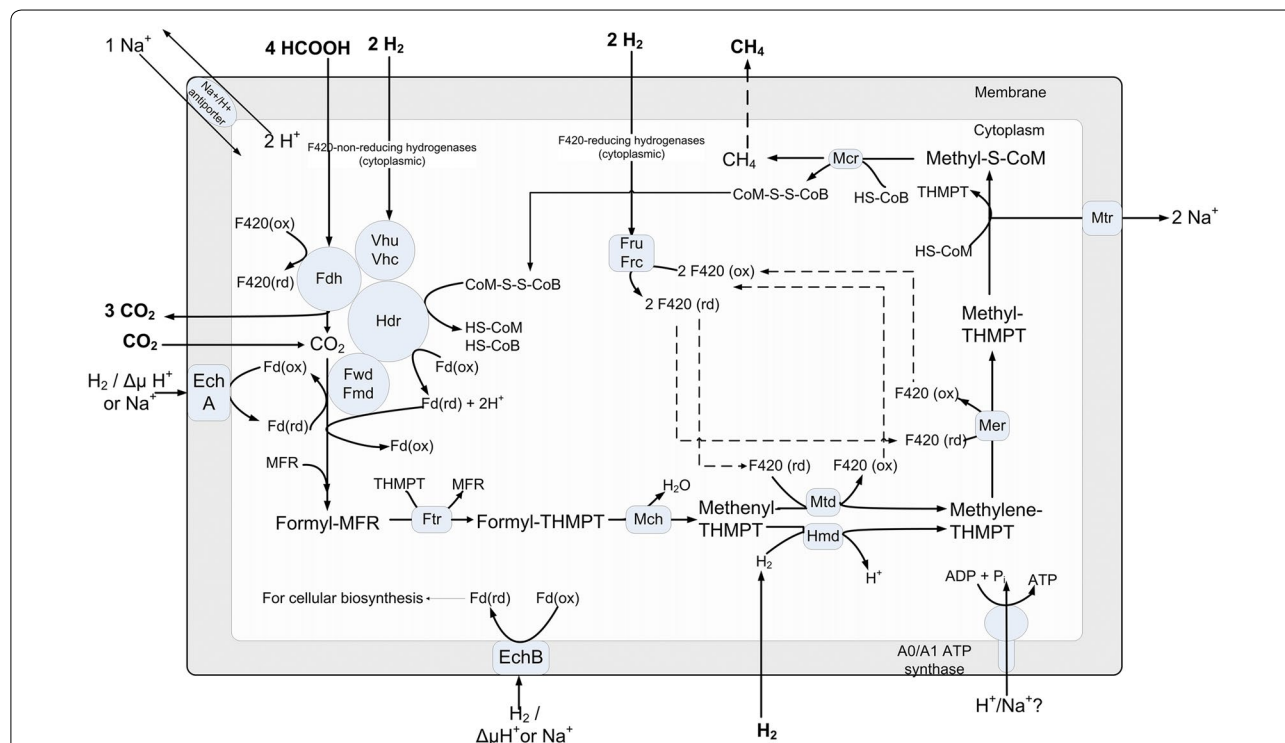 1 Na+
4 HCOOH
2 H2
2 H2
CH4
Na+/H+
antiporter
Membrane
2 H+
F420-non-reducing hydrogenases
(cytoplasmic)
F420-reducing hydrogenases
(cytoplasmic)
Cytoplasm
CH4
Mcr
Methyl-S-CoM
CoM-S-S-CoB
HS-CoB
THMPT
Mtr
2 Na+
HS-CoM
F420(ox)
F420(rd)
Fdh
Vhu
Vhc
Fru
Frc
2 F420 (ox)
2 F420 (rd)
CoM-S-S-CoB
Hdr
HS-CoM
HS-CoB
3 CO2
CO2
CO2
Methyl-
THMPT
Fwd
Fmd
Fd(ox)
Fd(rd) + 2H+
Fd(ox)
H2 / Δμ H+
or Na+
Ech
A
Fd(ox)
Fd(rd)
F420 (ox)
F420 (rd)
Mer
MFR
THMPT
MFR
H2O
F420 (rd)
F420 (ox)
Formyl-MFR
Ftr
Formyl-THMPT
Mch
Methenyl
THMPT
Mtd
Hmd
Methylene-
THMPT
H2
H+
For cellular biosynthesis
Fd(rd)
Fd(ox)
ADP + Pi
ATP
EchB
A0/A1 ATP
synthase
H2 /
ΔμH+or Na+
H2
H+/Na+?